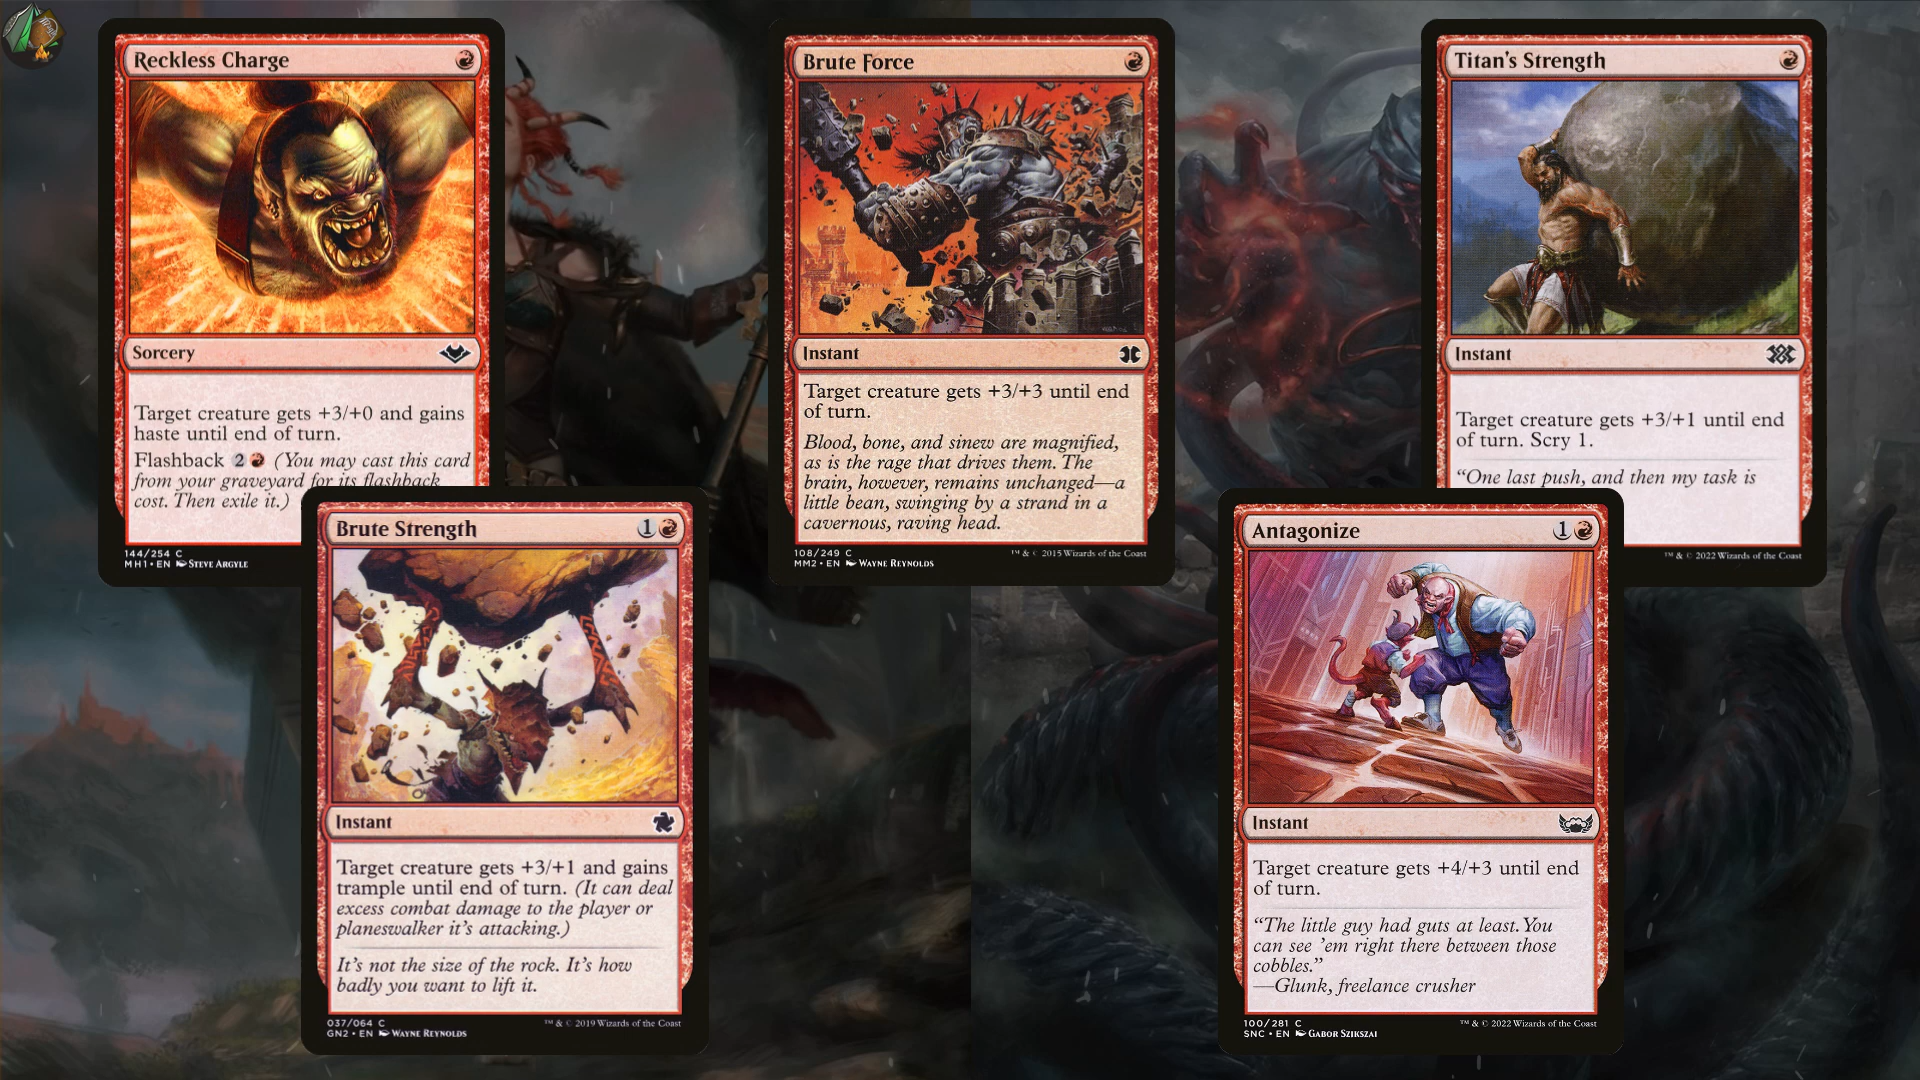 Reckless Charge
Sorcery
Target creature gets +3/+0 and gains
haste until end of turn.
Flashback 2 (You may cast this card
from your graveyard for its flashback
cost. Then exile it.)
144/254 C
MH1 • EN STEVE ARGYLE
Brute Force
Instant
Target creature gets +3/+3 until end
of turn.
Blood, bone, and sinew are magnified,
as is the rage that drives them. The
brain, however, remains unchanged—a
little bean, swinging by a strand in a
cavernous, raving head.
108/249 C
MM2 • EN WAYNE REYNOLDS
™ & © 2015 Wizards of the Coast
Titan's Strength
Instant
Target creature gets +3/+1 until end
of turn. Scry 1.
“One last push, and then my task is
™ & © 2022 Wizards of the Coast
Brute Strength
1
Instant
Target creature gets +3/+1 and gains
trample until end of turn. (It can deal
excess combat damage to the player or
planeswalker it's attacking.)
It's not the size of the rock. It's how
badly you want to lift it.
037/064 C
GN2 • EN WAYNE REYNOLDS
™ & © 2019 Wizards of the Coast
Antagonize
1
Instant
Target creature gets +4/+3 until end
of turn.
“The little guy had guts at least. You
can see ’em right there between those
cobbles.”
—Glunk, freelance crusher
100/281 C
SNC • EN GABOR SZIKSZAI
™ & © 2022 Wizards of the Coast